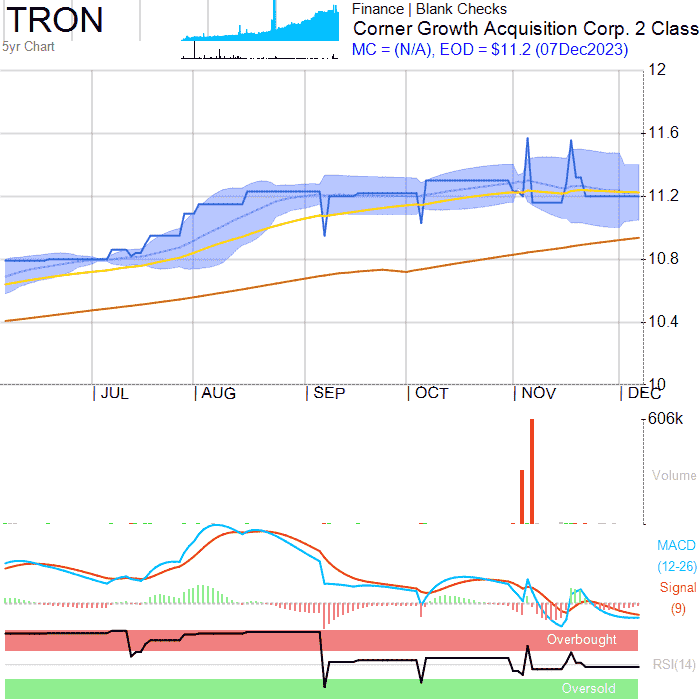 TRON
5yr Chart
Finance | Blank Checks
Corner Growth Acquisition Corp. 2 Class
MC = (N/A), EOD = $11.2 (07Dec2023)
12
11.6
11.2
10.8
10.4
10
JUL AUG SEP OCT NOV DEC
606k
Volume
MACD
(12-26)
Signal
(9)
Overbought
RSI(14)
Oversold